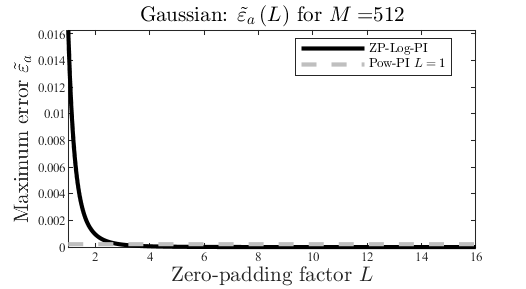 Gaussian: ε̃ₐ(L) for M =512
ZP-Log-PI
Pow-PI L = 1
Maximum error ε̃ₐ
0.016
0.014
0.012
0.01
0.008
0.006
0.004
0.002
0
2 4 6 8 10 12 14 16
Zero-padding factor L